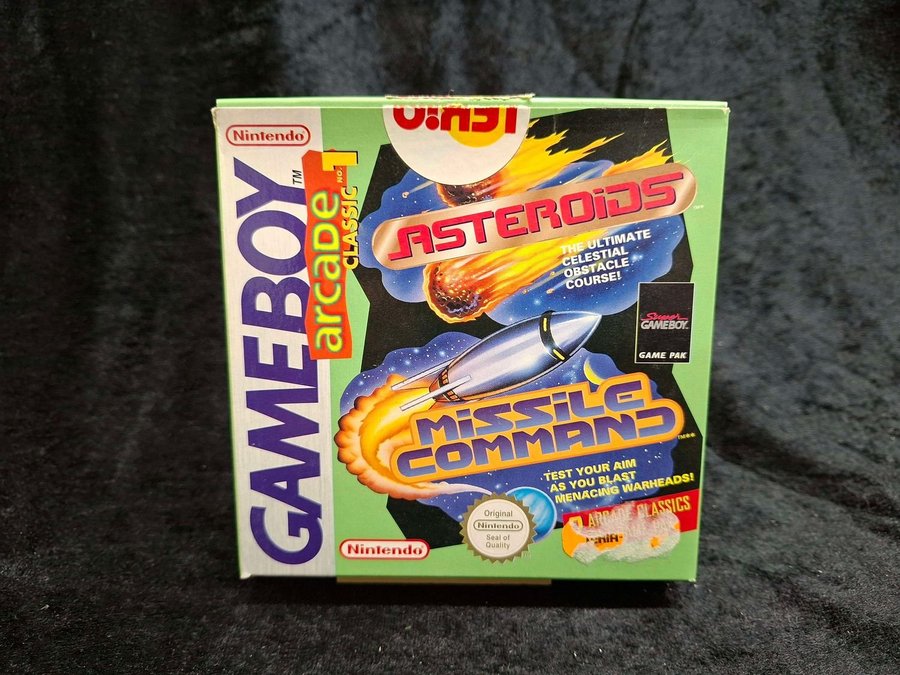 Nintendo
GAMEBOY
TM
arcade
CLASSIC
NO. 1
ASTEROiDS
THE ULTIMATE
CELESTIAL
OBSTACLE
COURSE!
Super
GAMEBOY
GAME PAK
MiSSiLE
COMMAND
TEST YOUR AIM
AS YOU BLAST
MENACING WARHEADS!
Original
Nintendo
Seal of
Quality
Nintendo
ARCADE CLASSICS